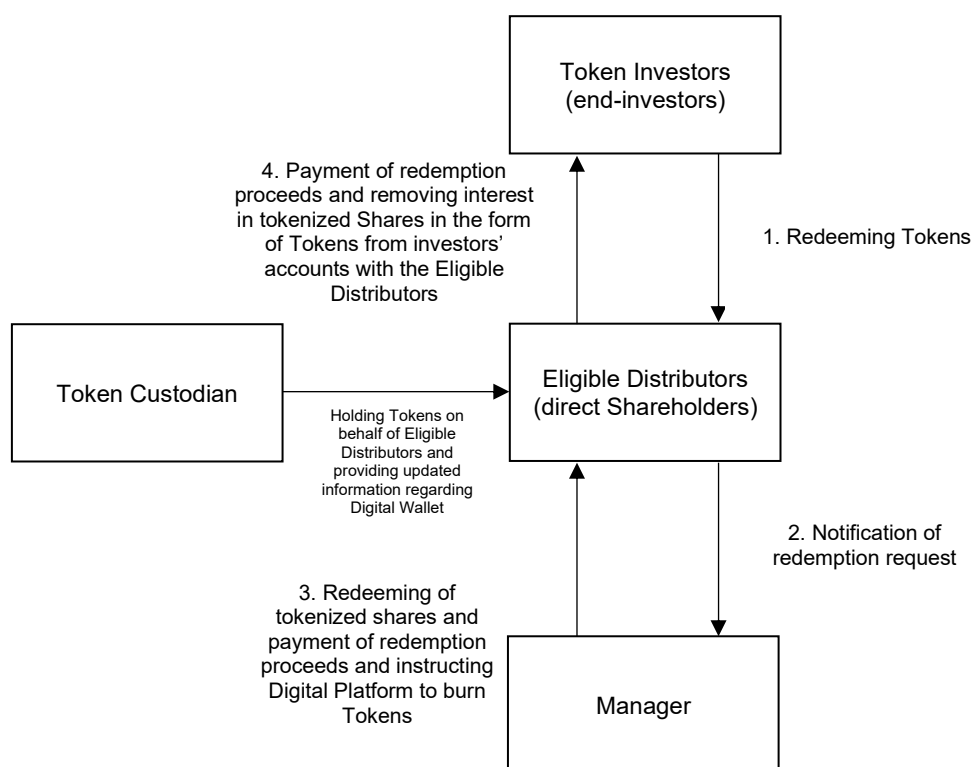 Token Investors
(end-investors)
4. Payment of redemption
proceeds and removing interest
in tokenized Shares in the form
of Tokens from investors’
accounts with the Eligible
Distributors
1. Redeeming Tokens
Token Custodian
Holding Tokens on
behalf of Eligible
Distributors and
providing updated
information regarding
Digital Wallet
Eligible Distributors
(direct Shareholders)
2. Notification of
redemption request
3. Redeeming of
tokenized shares and
payment of redemption
proceeds and instructing
Digital Platform to burn
Tokens
Manager